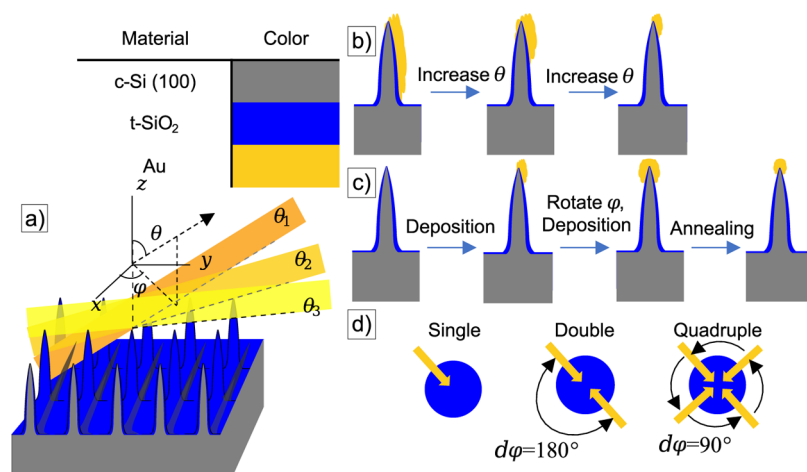 Material Color
c-Si (100)
t-SiO2
Au
a)
z
θ
y
x
φ
θ1
θ2
θ3
b)
Increase θ
Increase θ
c)
Deposition
Rotate φ,
Deposition
Annealing
d)
Single
Double
Quadruple
dφ=180°
dφ=90°